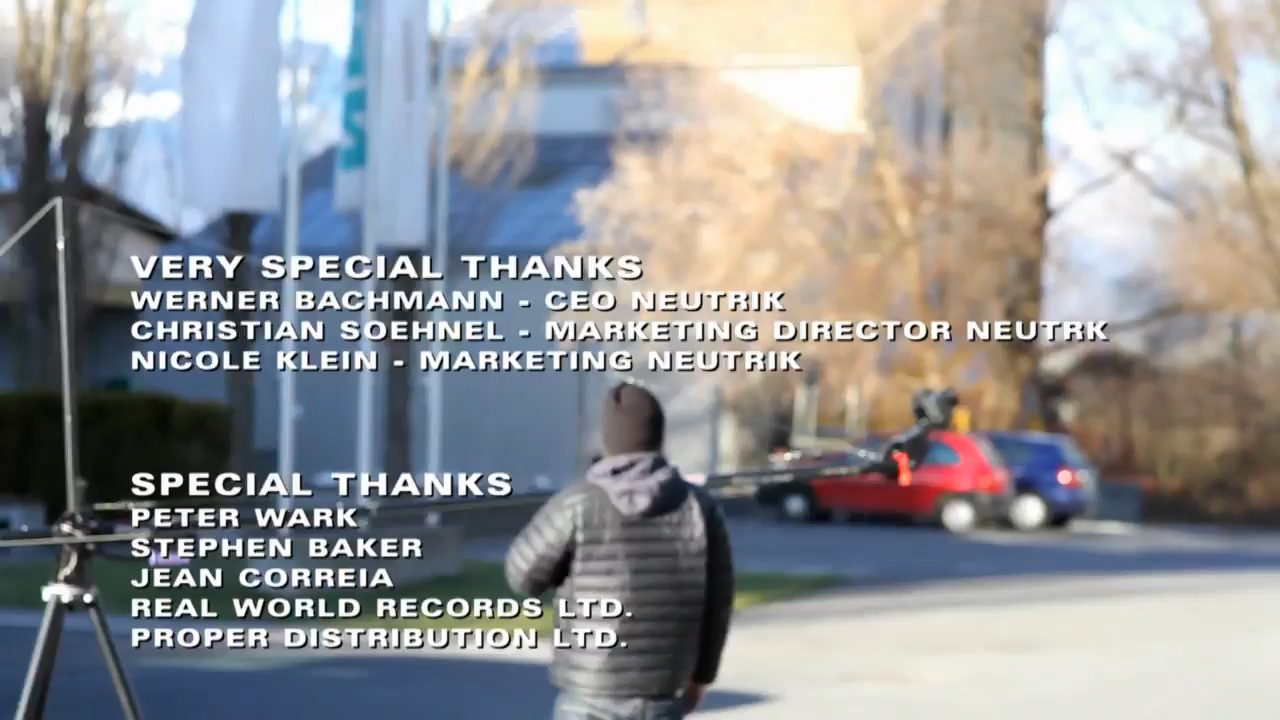 VERY SPECIAL THANKS
WERNER BACHMANN - CEO NEUTRIK
CHRISTIAN SOEHNEL - MARKETING DIRECTOR NEUTRK
NICOLE KLEIN - MARKETING NEUTRIK
SPECIAL THANKS
PETER WARK
STEPHEN BAKER
JEAN CORREIA
REAL WORLD RECORDS LTD.
PROPER DISTRIBUTION LTD.